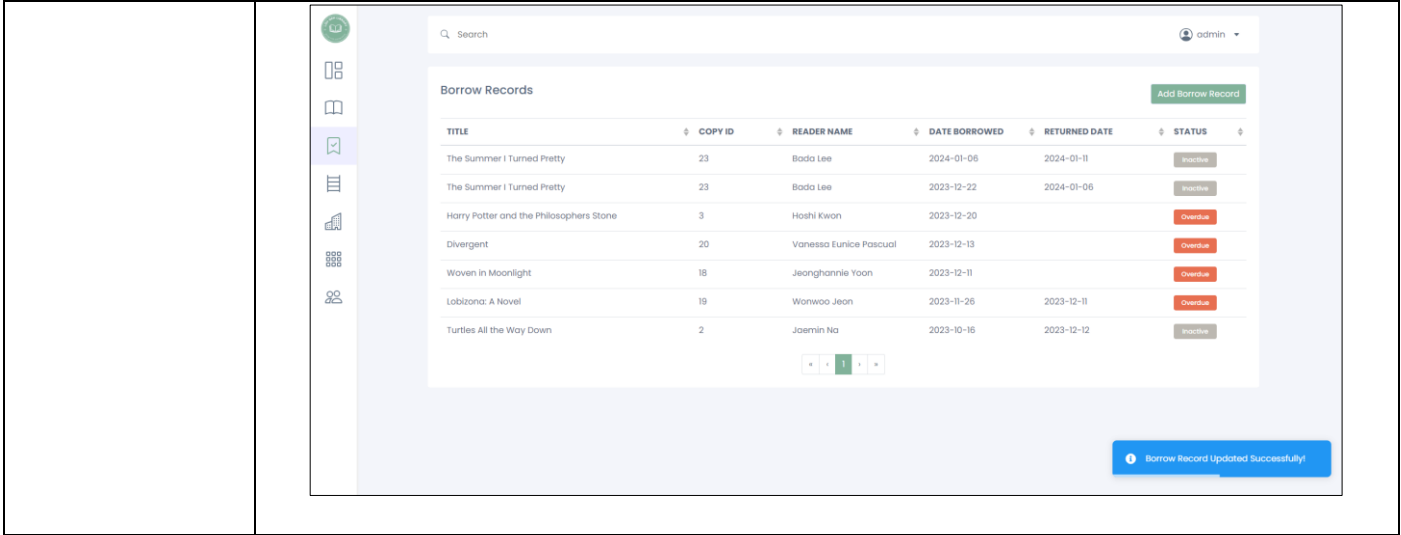 Search
admin
Borrow Records
Add Borrow Record
TITLE COPY ID READER NAME DATE BORROWED RETURNED DATE STATUS
The Summer I Turned Pretty 23 Bada Lee 2024-01-06 2024-01-11 Inactive
The Summer I Turned Pretty 23 Bada Lee 2023-12-22 2024-01-06 Inactive
Harry Potter and the Philosophers Stone 3 Hoshi Kwon 2023-12-20 Overdue
Divergent 20 Vanessa Eunice Pascual 2023-12-13 Overdue
Woven in Moonlight 18 Jeonghannie Yoon 2023-12-11 Overdue
Lobizona: A Novel 19 Wonwoo Jeon 2023-11-26 2023-12-11 Overdue
Turtles All the Way Down 2 Jaemin Na 2023-10-16 2023-12-12 Inactive
« ‹ 1 › »
Borrow Record Updated Successfully!